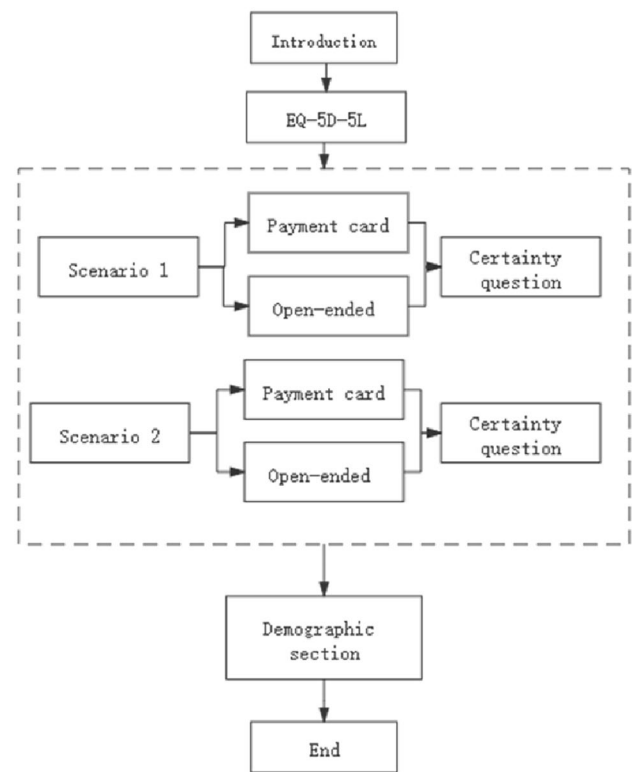 Introduction
EQ-5D-5L
Payment card
Scenario 1
Certainty
question
Open-ended
Payment card
Scenario 2
Certainty
question
Open-ended
Demographic
section
End